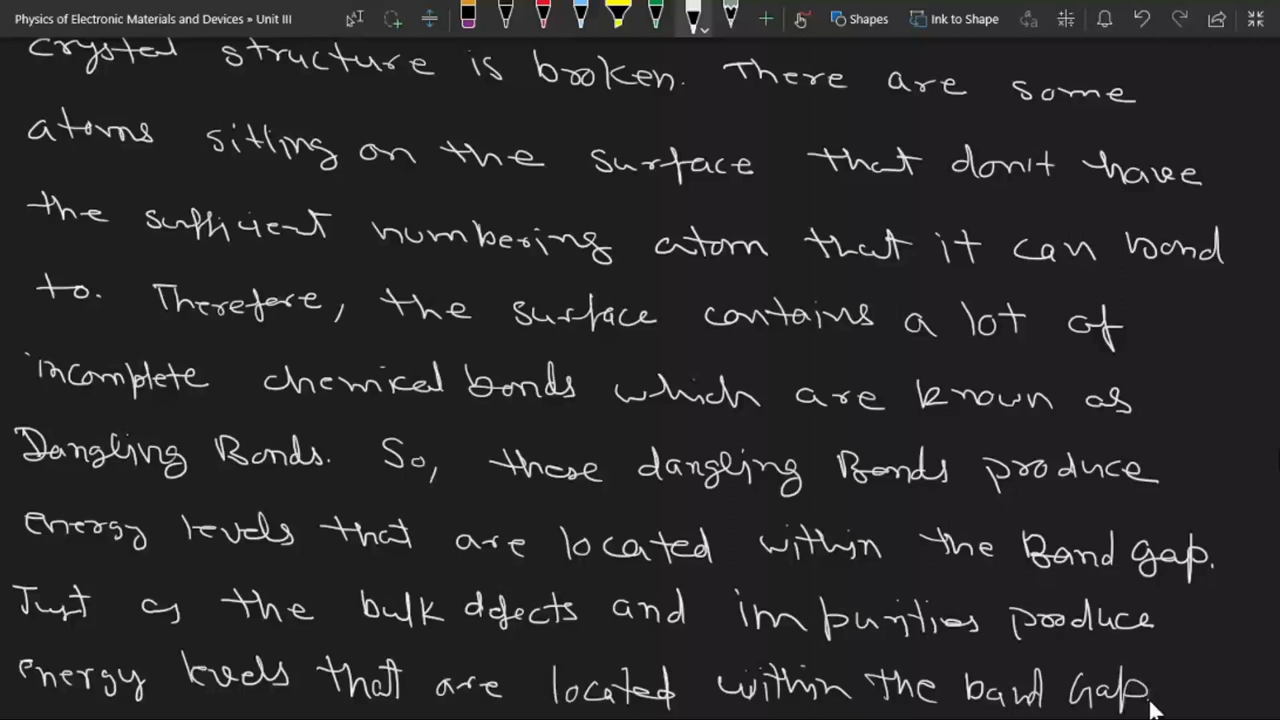 Physics of Electronic Materials and Devices » Unit III
Shapes
Ink to Shape
crystal structure is broken. There are some
atoms sitting on the surface that don't have
the sufficient numbering atom that it can bond
to. Therefore, the surface contains a lot of
incomplete chemical bonds which are known as
Dangling Bonds. So, these dangling Bonds produce
energy levels that are located within the Band gap.
Just as the bulk defects and impurities produce
energy levels that are located within the band gap.